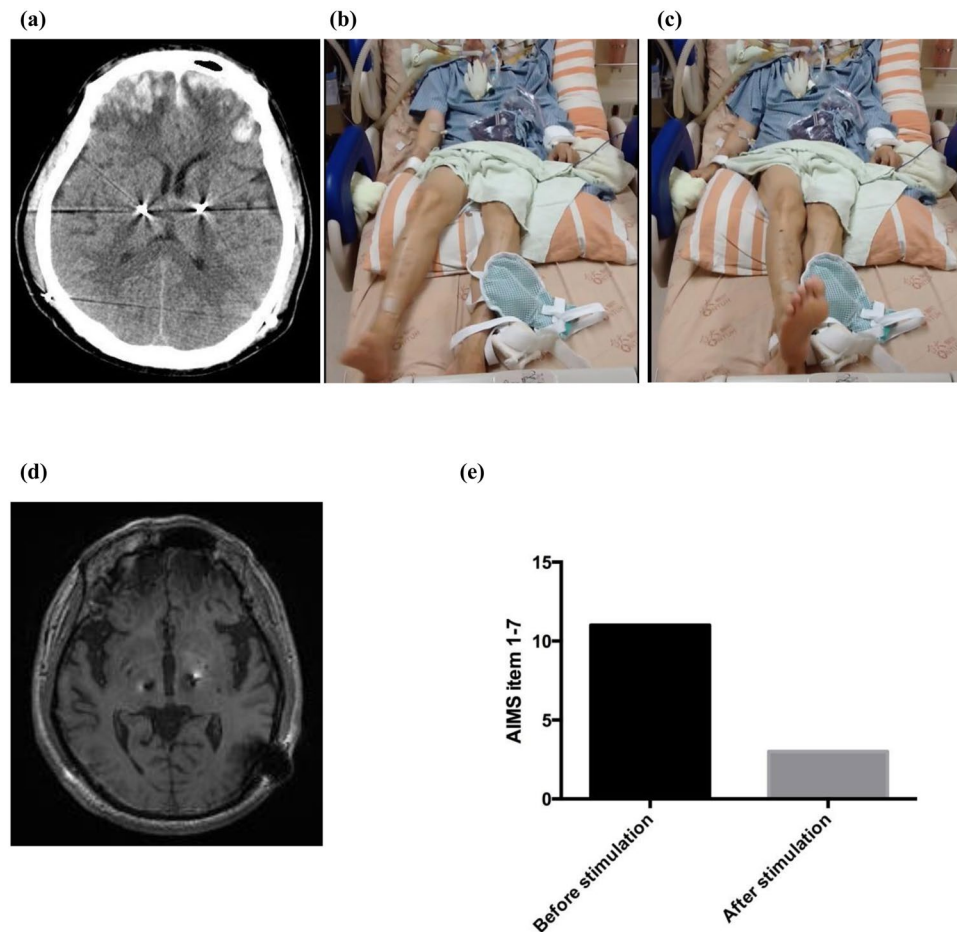 (a)
(b)
(c)
(d)
(e)
15
10
5
0
AIMS item 1-7
Before stimulation
After stimulation